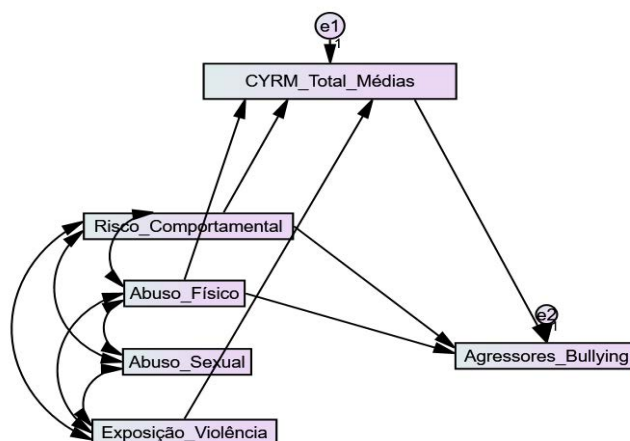 e1
1
CYRM_Total_Médias
Risco_Comportamental
Abuso_Físico
e2
1
Agressores_Bullying
Abuso_Sexual
Exposição_Violência